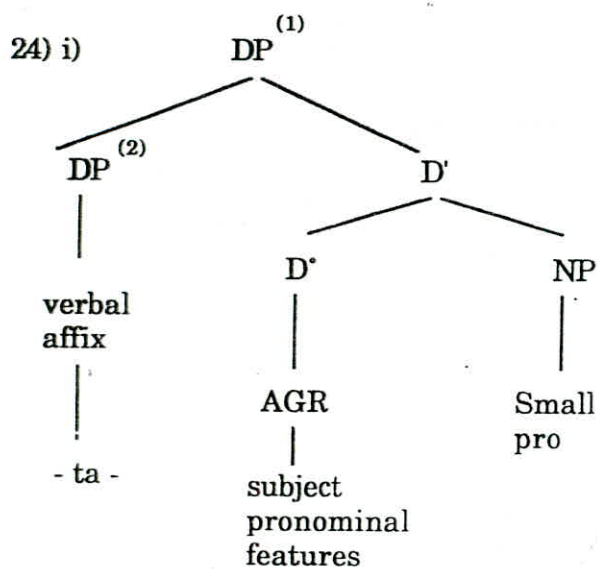 24) i) DP (1)
DP (2) D'
D° NP
verbal
affix
AGR Small
pro
- ta -
subject
pronominal
features